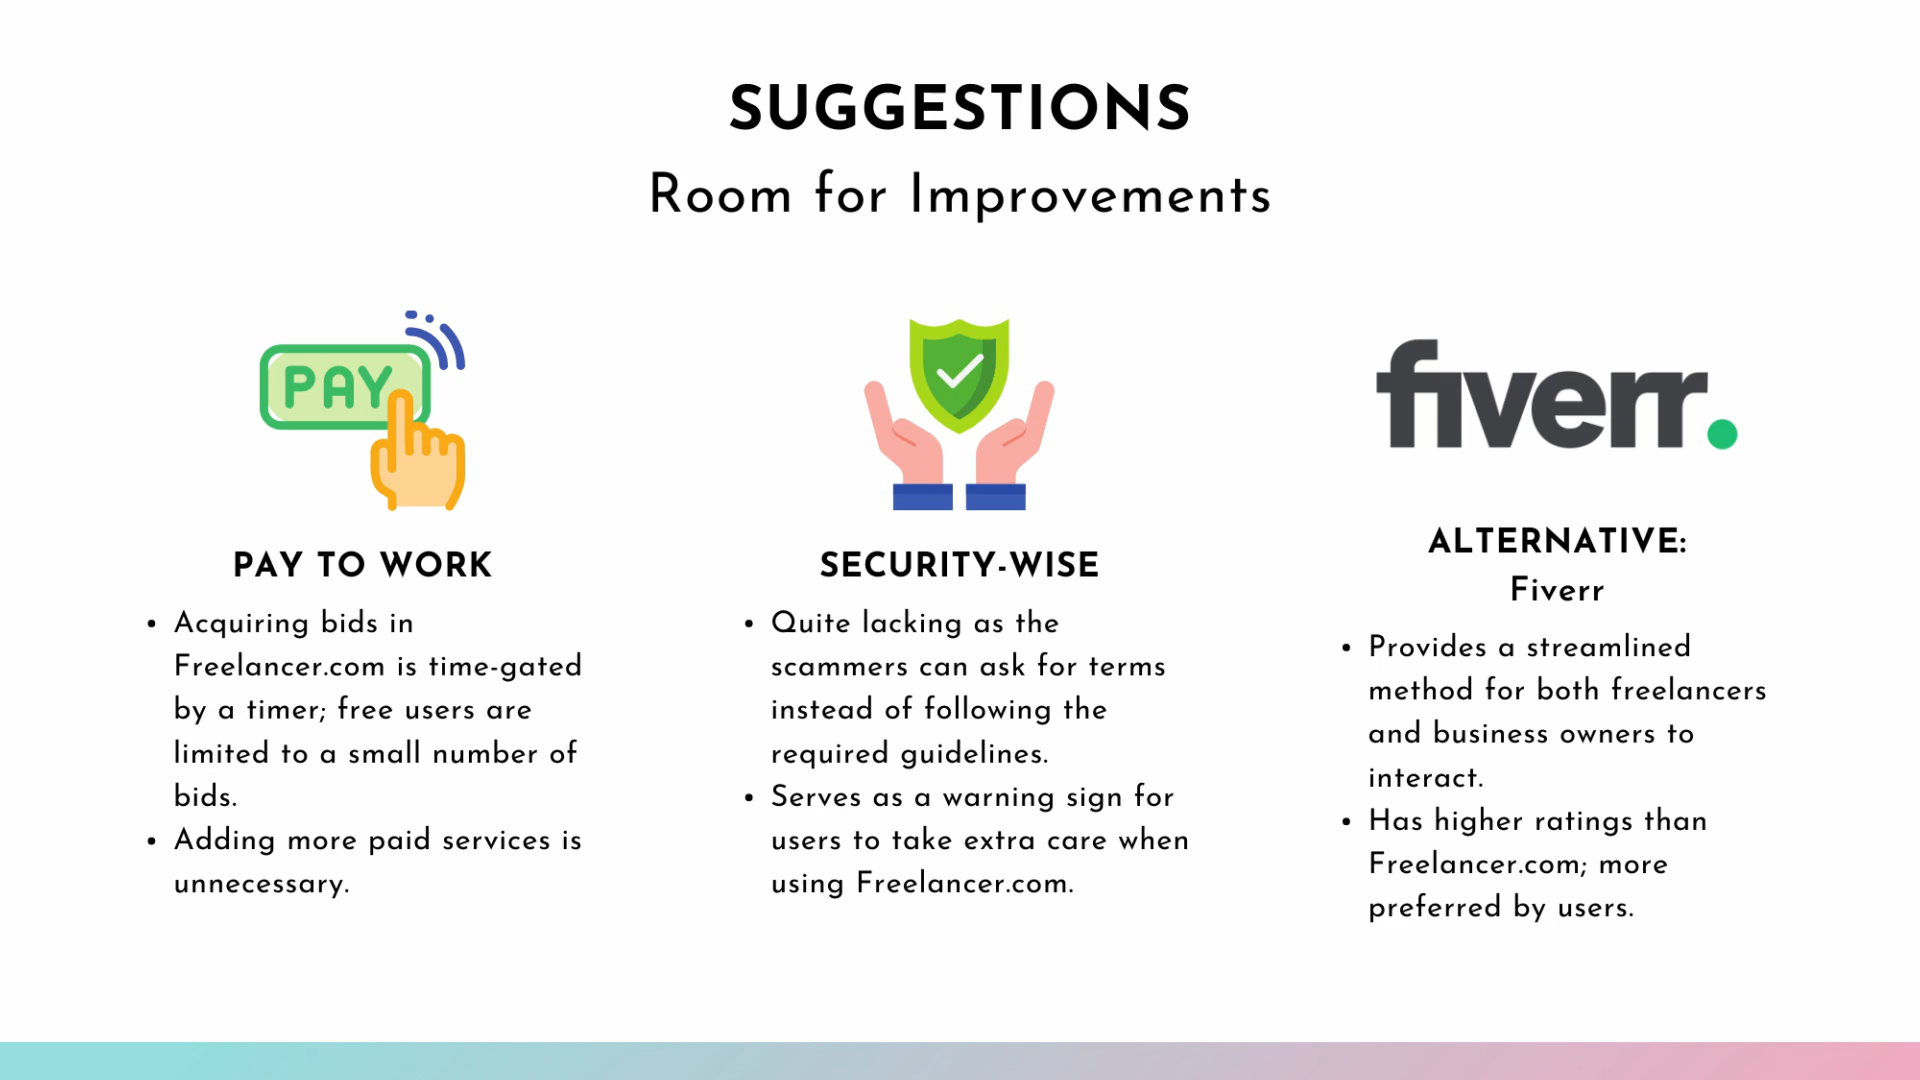 SUGGESTIONS
Room for Improvements
PAY
PAY TO WORK
• Acquiring bids in
Freelancer.com is time-gated
by a timer; free users are
limited to a small number of
bids.
• Adding more paid services is
unnecessary.
SECURITY-WISE
• Quite lacking as the
scammers can ask for terms
instead of following the
required guidelines.
• Serves as a warning sign for
users to take extra care when
using Freelancer.com.
fiverr.
ALTERNATIVE:
Fiverr
• Provides a streamlined
method for both freelancers
and business owners to
interact.
• Has higher ratings than
Freelancer.com; more
preferred by users.